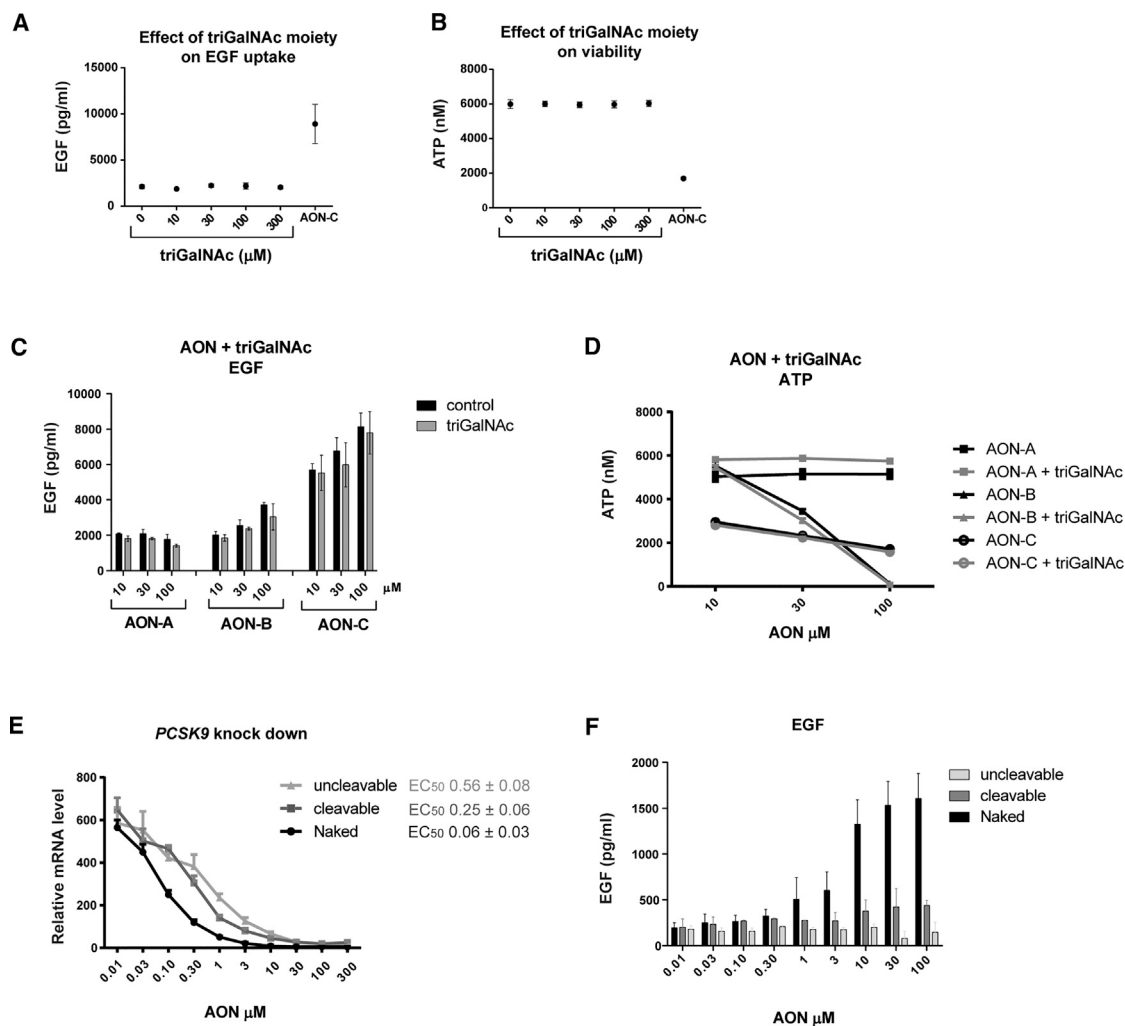 A
Effect of triGalNAc moiety
on EGF uptake
EGF (pg/ml)
15000
10000
5000
0
0 10 30 100 300 AON-C
triGalNAc (μM)
B
Effect of triGalNAc moiety
on viability
ATP (nM)
8000
6000
4000
2000
0
0 10 30 100 300 AON-C
triGalNAc (μM)
C
AON + triGalNAc
EGF
EGF (pg/ml)
10000
8000
6000
4000
2000
0
10 30 100 10 30 100 10 30 100 μM
AON-A AON-B AON-C
control
triGalNAc
D
AON + triGalNAc
ATP
ATP (nM)
8000
6000
4000
2000
0
10 30 100
AON μM
AON-A
AON-A + triGalNAc
AON-B
AON-B + triGalNAc
AON-C
AON-C + triGalNAc
E
PCSK9 knock down
Relative mRNA level
800
600
400
200
0
0.01 0.03 0.10 0.30 1 3 10 30 100 300
AON μM
uncleavable EC50 0.56 ± 0.08
cleavable EC50 0.25 ± 0.06
Naked EC50 0.06 ± 0.03
F
EGF
EGF (pg/ml)
2000
1500
1000
500
0
0.01 0.03 0.10 0.30 1 3 10 30 100
AON μM
uncleavable
cleavable
Naked